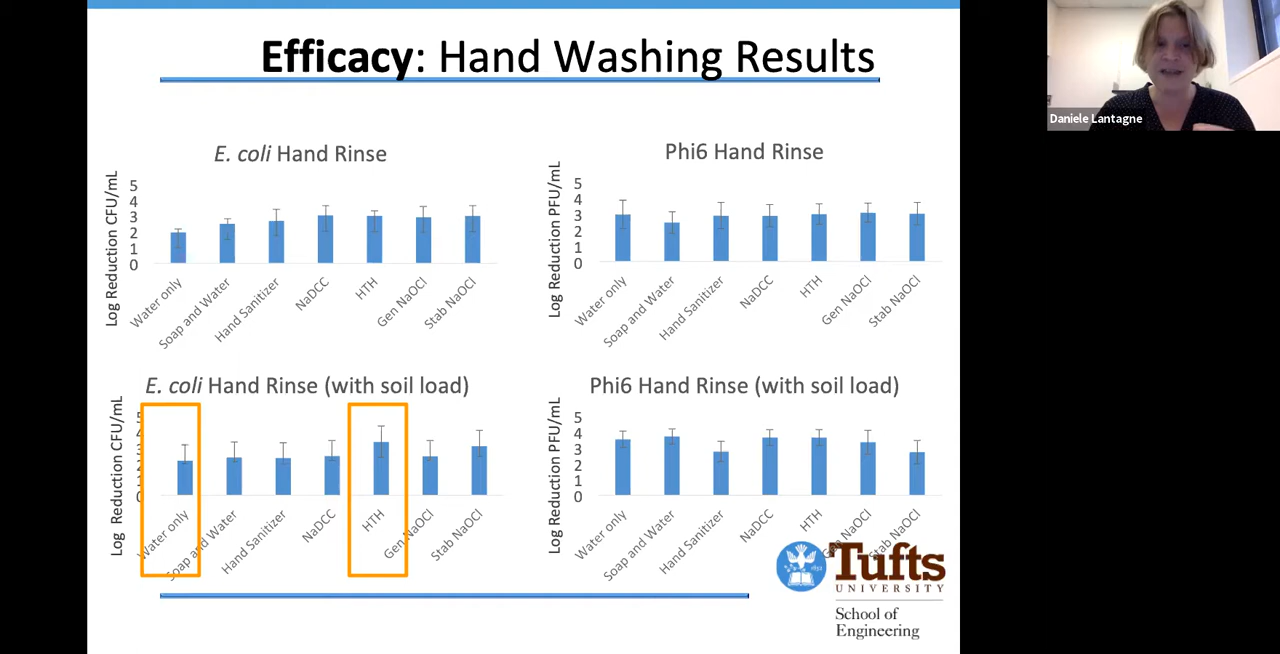 Efficacy: Hand Washing Results
Daniele Lantagne
E. coli Hand Rinse
Log Reduction CFU/mL
5
4
3
2
1
0
Water only
Soap and Water
Hand Sanitizer
NaDCC
HTH
Gen NaOCl
Stab NaOCl
Phi6 Hand Rinse
Log Reduction PFU/mL
5
4
3
2
1
0
Water only
Soap and Water
Hand Sanitizer
NaDCC
HTH
Gen NaOCl
Stab NaOCl
E. coli Hand Rinse (with soil load)
Log Reduction CFU/mL
5
4
3
2
1
0
Water only
Soap and Water
Hand Sanitizer
NaDCC
HTH
Gen NaOCl
Stab NaOCl
Phi6 Hand Rinse (with soil load)
Log Reduction PFU/mL
5
4
3
2
1
0
Water only
Soap and Water
Hand Sanitizer
NaDCC
HTH
Gen NaOCl
Stab NaOCl
1852
Tufts
UNIVERSITY
School of
Engineering